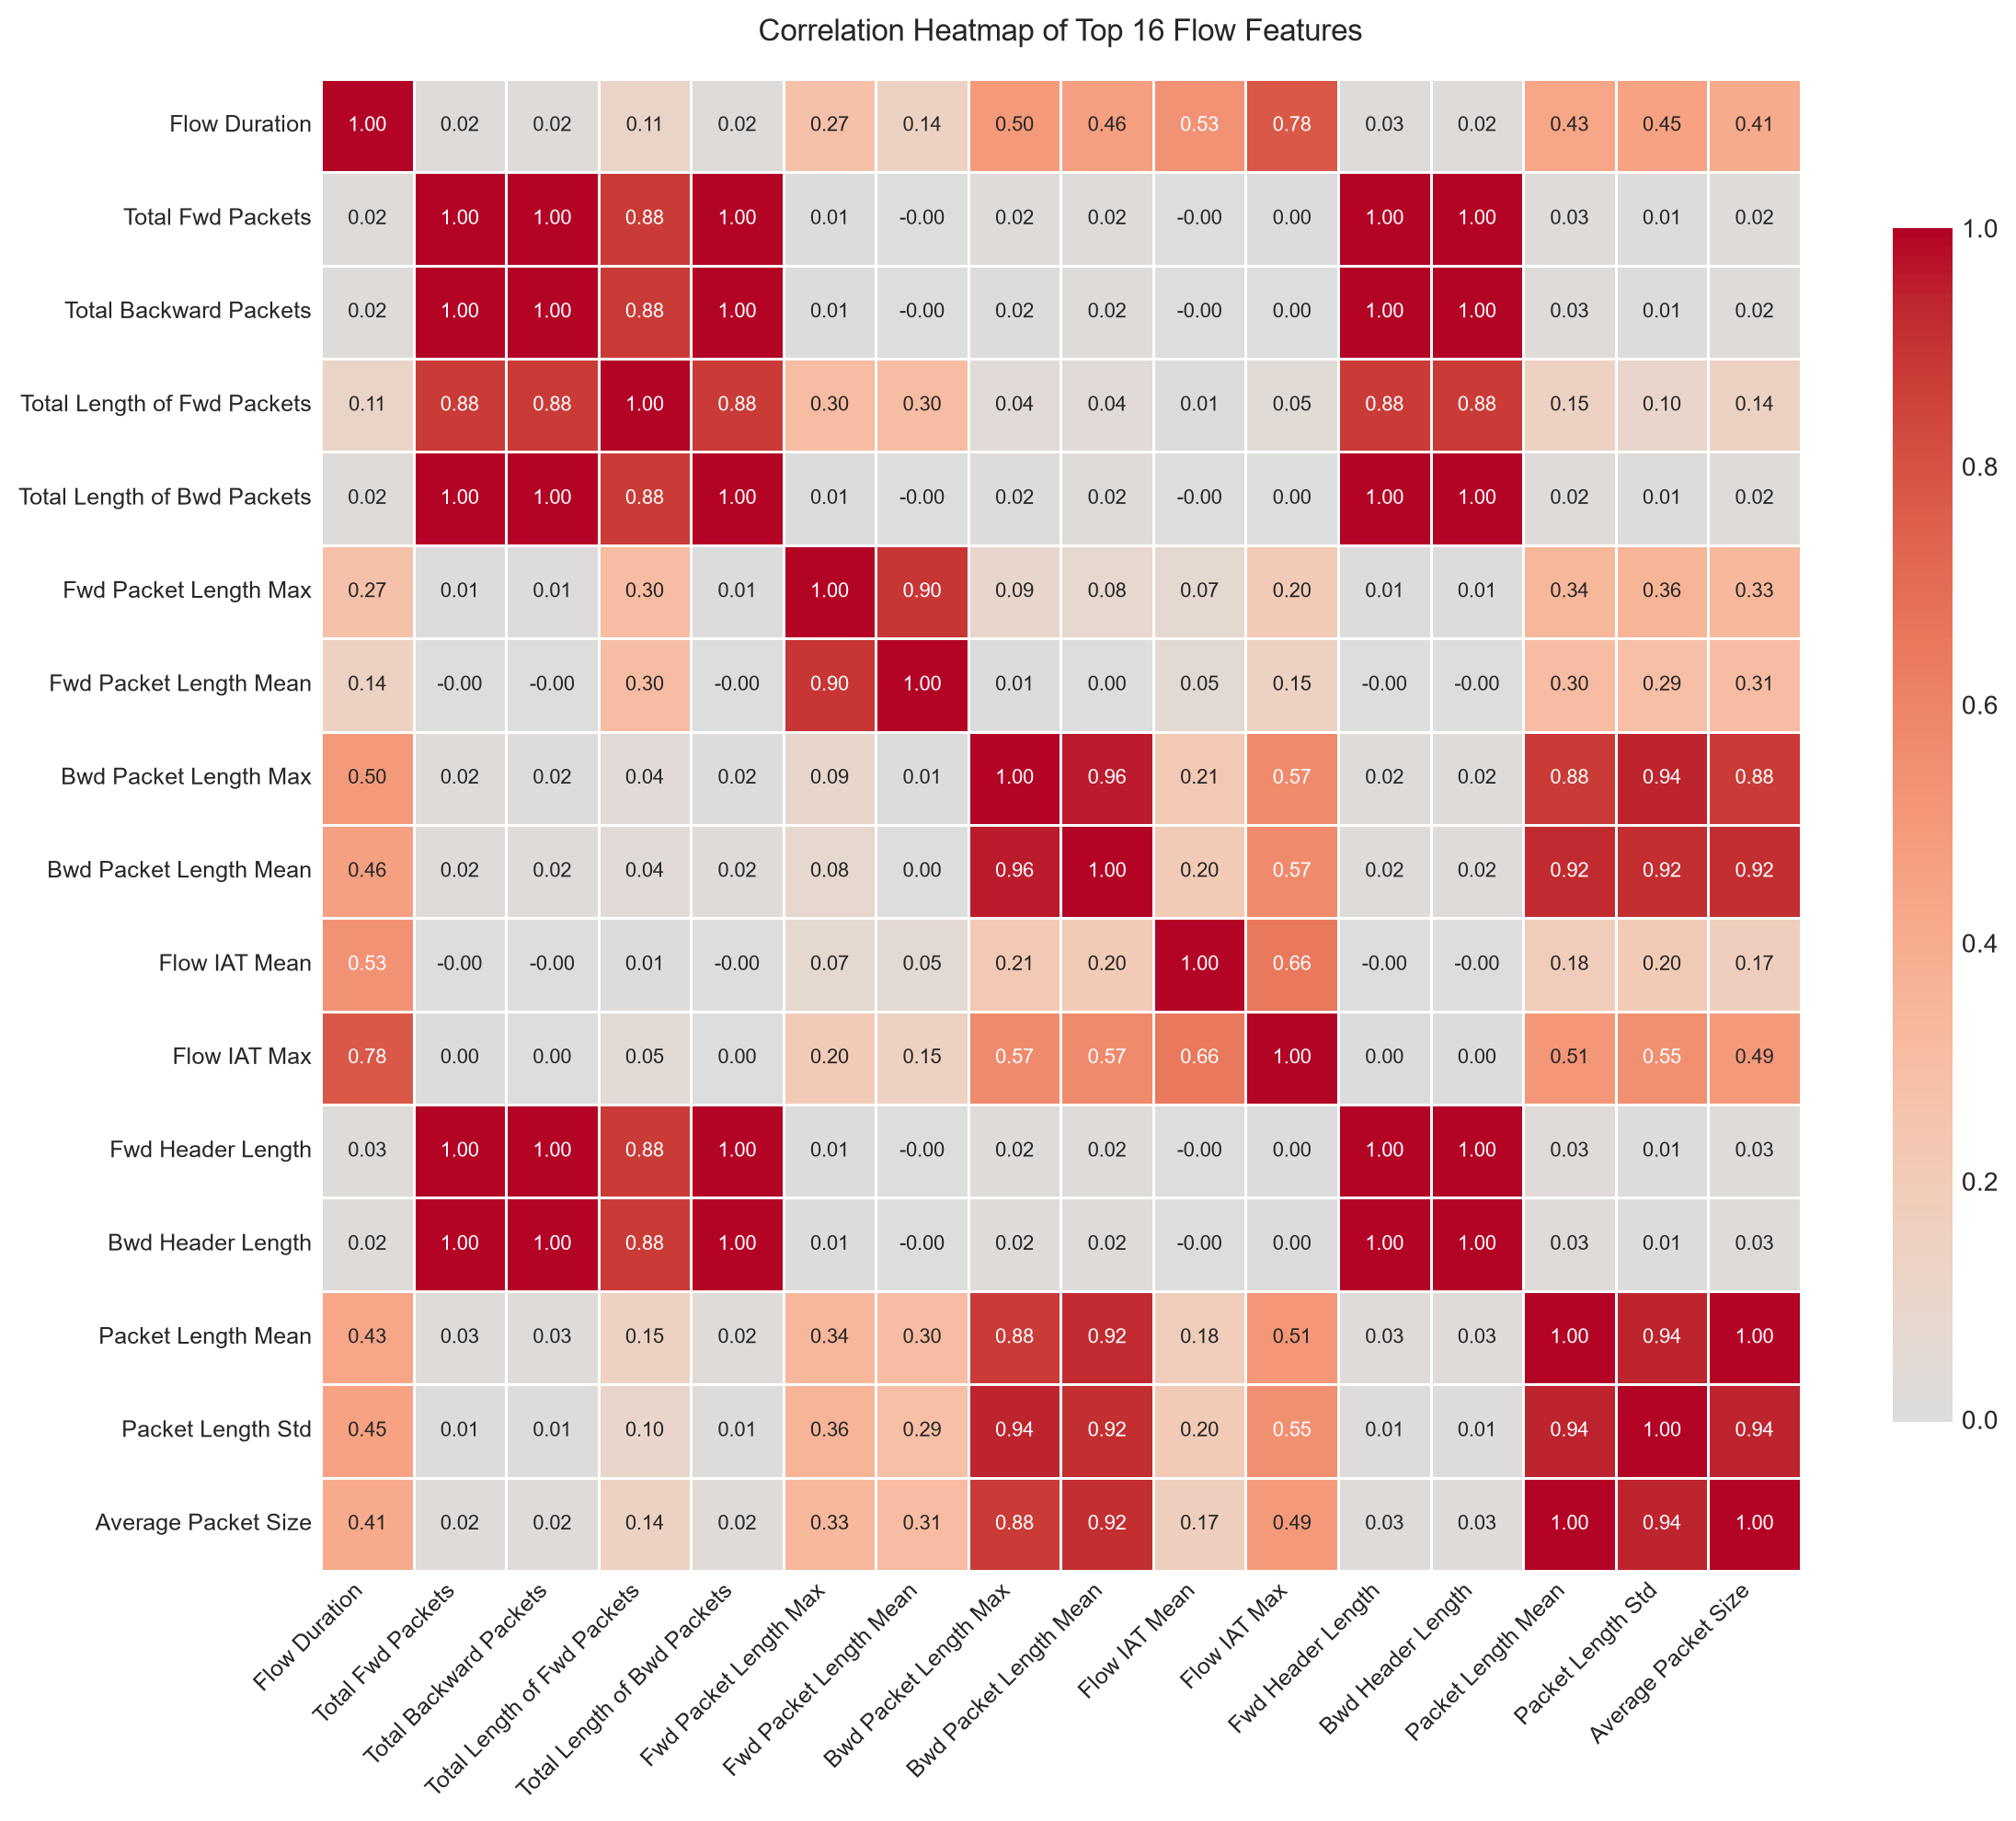 Correlation Heatmap of Top 16 Flow Features
Flow Duration 1.00 0.02 0.02 0.11 0.02 0.27 0.14 0.50 0.46 0.53 0.78 0.03 0.02 0.43 0.45 0.41
Total Fwd Packets 0.02 1.00 1.00 0.88 1.00 0.01 -0.00 0.02 0.02 -0.00 0.00 1.00 1.00 0.03 0.01 0.02
Total Backward Packets 0.02 1.00 1.00 0.88 1.00 0.01 -0.00 0.02 0.02 -0.00 0.00 1.00 1.00 0.03 0.01 0.02
Total Length of Fwd Packets 0.11 0.88 0.88 1.00 0.88 0.30 0.30 0.04 0.04 0.01 0.05 0.88 0.88 0.15 0.10 0.14
Total Length of Bwd Packets 0.02 1.00 1.00 0.88 1.00 0.01 -0.00 0.02 0.02 -0.00 0.00 1.00 1.00 0.02 0.01 0.02
Fwd Packet Length Max 0.27 0.01 0.01 0.30 0.01 1.00 0.90 0.09 0.08 0.07 0.20 0.01 0.01 0.34 0.36 0.33
Fwd Packet Length Mean 0.14 -0.00 -0.00 0.30 -0.00 0.90 1.00 0.01 0.00 0.05 0.15 -0.00 -0.00 0.30 0.29 0.31
Bwd Packet Length Max 0.50 0.02 0.02 0.04 0.02 0.09 0.01 1.00 0.96 0.21 0.57 0.02 0.02 0.88 0.94 0.88
Bwd Packet Length Mean 0.46 0.02 0.02 0.04 0.02 0.08 0.00 0.96 1.00 0.20 0.57 0.02 0.02 0.92 0.92 0.92
Flow IAT Mean 0.53 -0.00 -0.00 0.01 -0.00 0.07 0.05 0.21 0.20 1.00 0.66 -0.00 -0.00 0.18 0.20 0.17
Flow IAT Max 0.78 0.00 0.00 0.05 0.00 0.20 0.15 0.57 0.57 0.66 1.00 0.00 0.00 0.51 0.55 0.49
Fwd Header Length 0.03 1.00 1.00 0.88 1.00 0.01 -0.00 0.02 0.02 -0.00 0.00 1.00 1.00 0.03 0.01 0.03
Bwd Header Length 0.02 1.00 1.00 0.88 1.00 0.01 -0.00 0.02 0.02 -0.00 0.00 1.00 1.00 0.03 0.01 0.03
Packet Length Mean 0.43 0.03 0.03 0.15 0.02 0.34 0.30 0.88 0.92 0.18 0.51 0.03 0.03 1.00 0.94 1.00
Packet Length Std 0.45 0.01 0.01 0.10 0.01 0.36 0.29 0.94 0.92 0.20 0.55 0.01 0.01 0.94 1.00 0.94
Average Packet Size 0.41 0.02 0.02 0.14 0.02 0.33 0.31 0.88 0.92 0.17 0.49 0.03 0.03 1.00 0.94 1.00
Flow Duration
Total Fwd Packets
Total Backward Packets
Total Length of Fwd Packets
Total Length of Bwd Packets
Fwd Packet Length Max
Fwd Packet Length Mean
Bwd Packet Length Max
Bwd Packet Length Mean
Flow IAT Mean
Flow IAT Max
Fwd Header Length
Bwd Header Length
Packet Length Mean
Packet Length Std
Average Packet Size
1.0
0.8
0.6
0.4
0.2
0.0